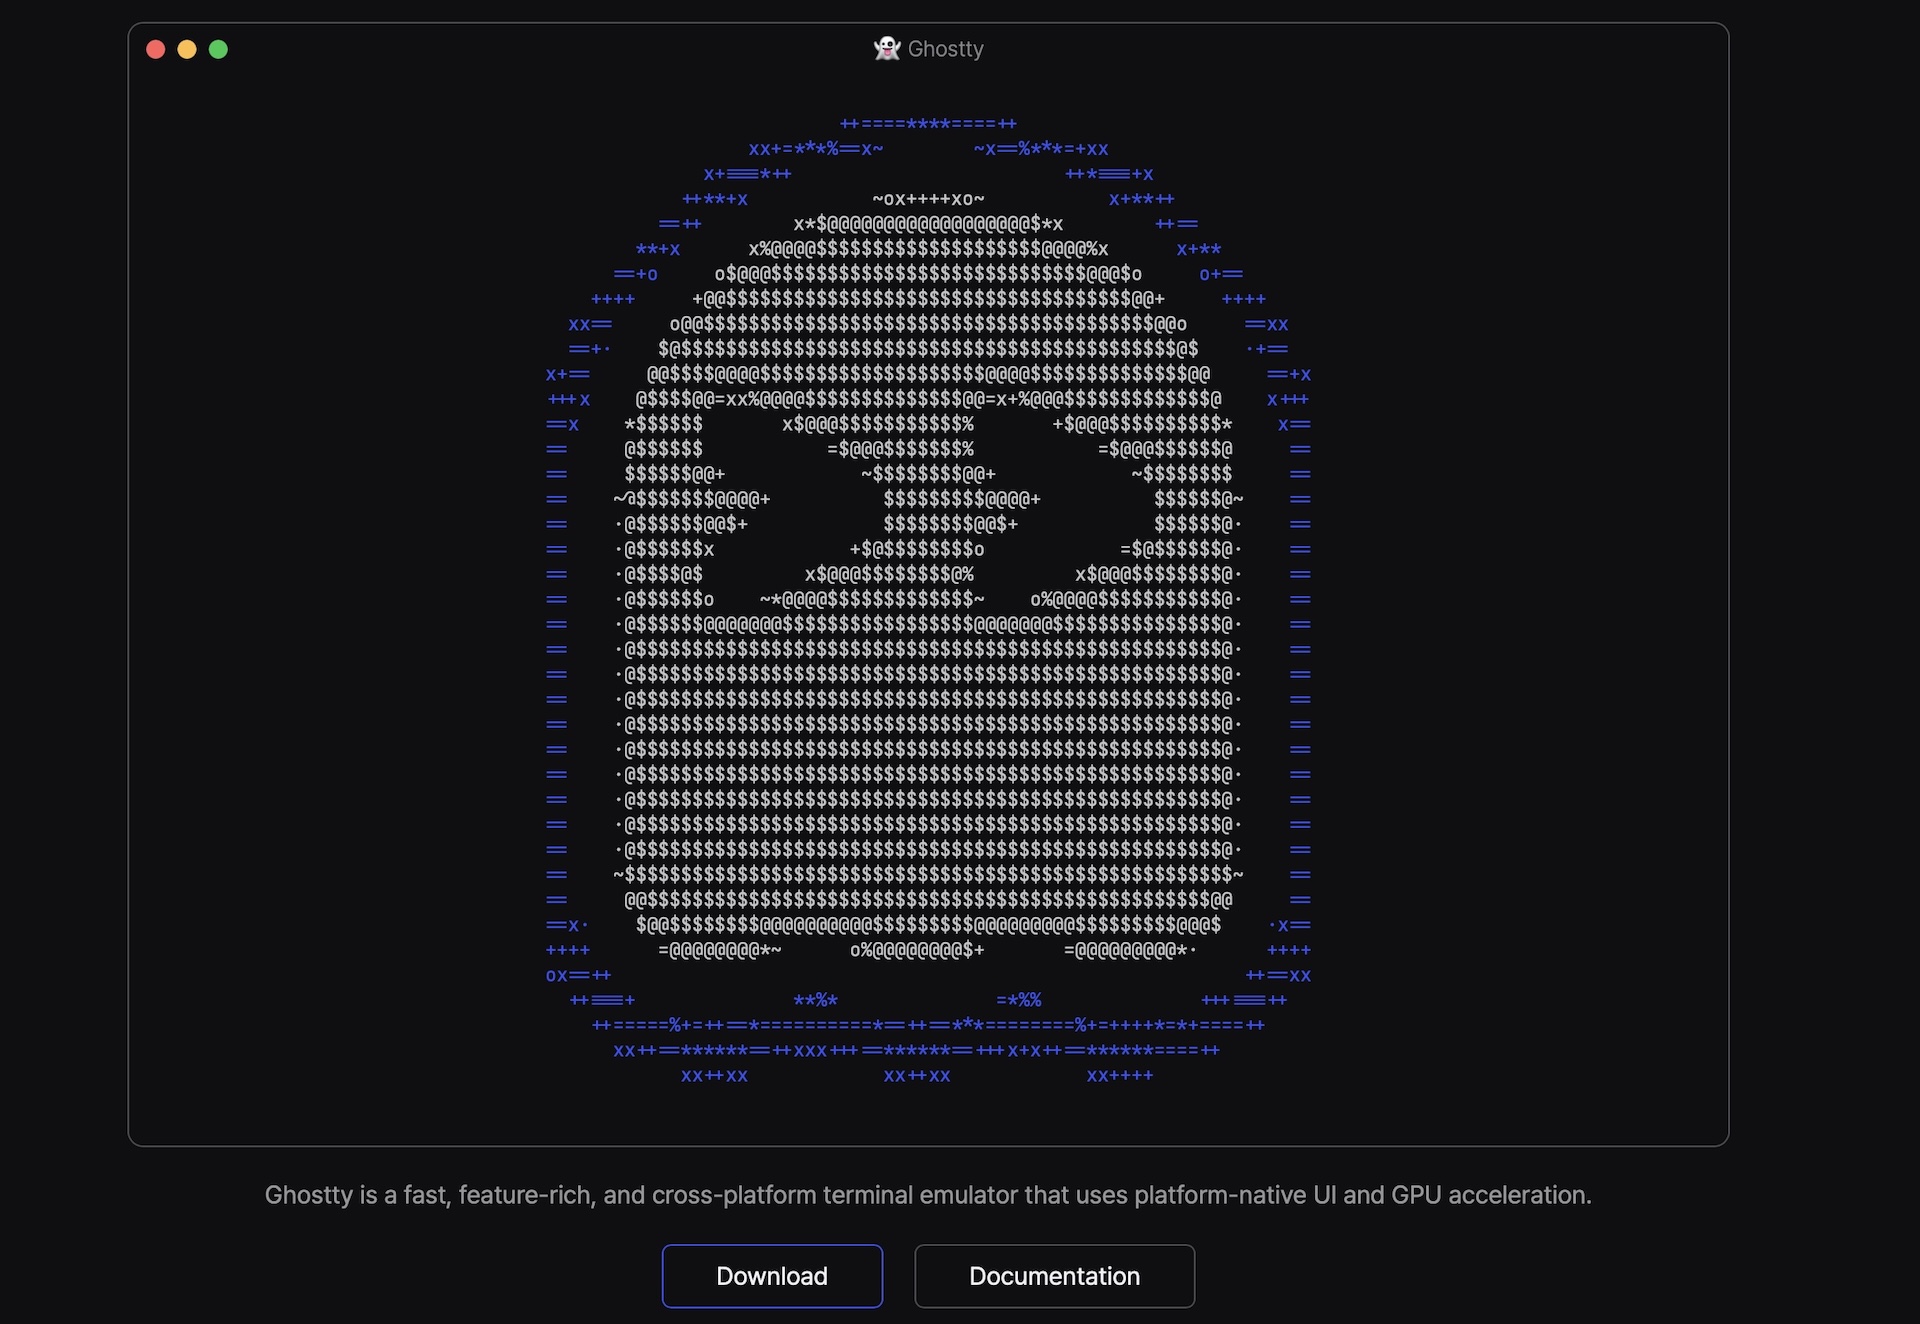 👻 Ghostty
Ghostty is a fast, feature-rich, and cross-platform terminal emulator that uses platform-native UI and GPU acceleration.
Download
Documentation